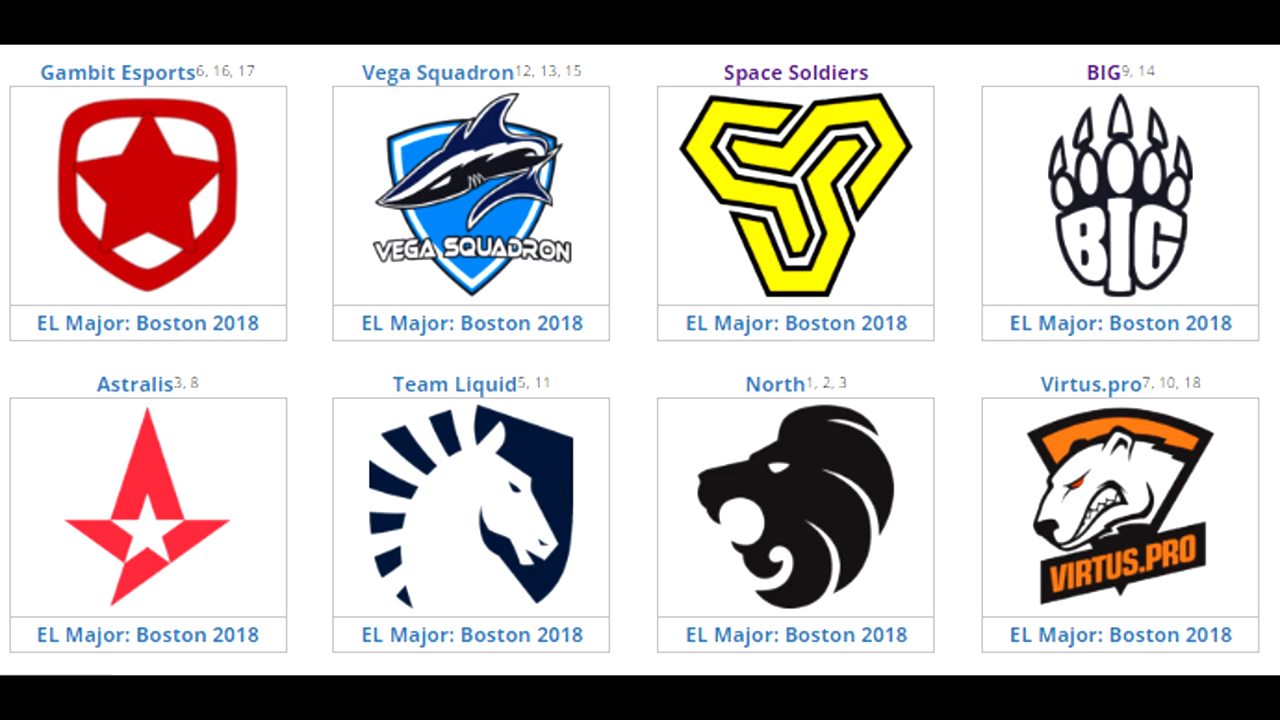 Gambit Esports6, 16, 17
Vega Squadron12, 13, 15
Space Soldiers
BIG9, 14
VEGA SQUADRON
BIG
EL Major: Boston 2018
EL Major: Boston 2018
EL Major: Boston 2018
EL Major: Boston 2018
Astralis3, 8
Team Liquid5, 11
North1, 2, 3
Virtus.pro7, 10, 18
VIRTUS.PRO
EL Major: Boston 2018
EL Major: Boston 2018
EL Major: Boston 2018
EL Major: Boston 2018